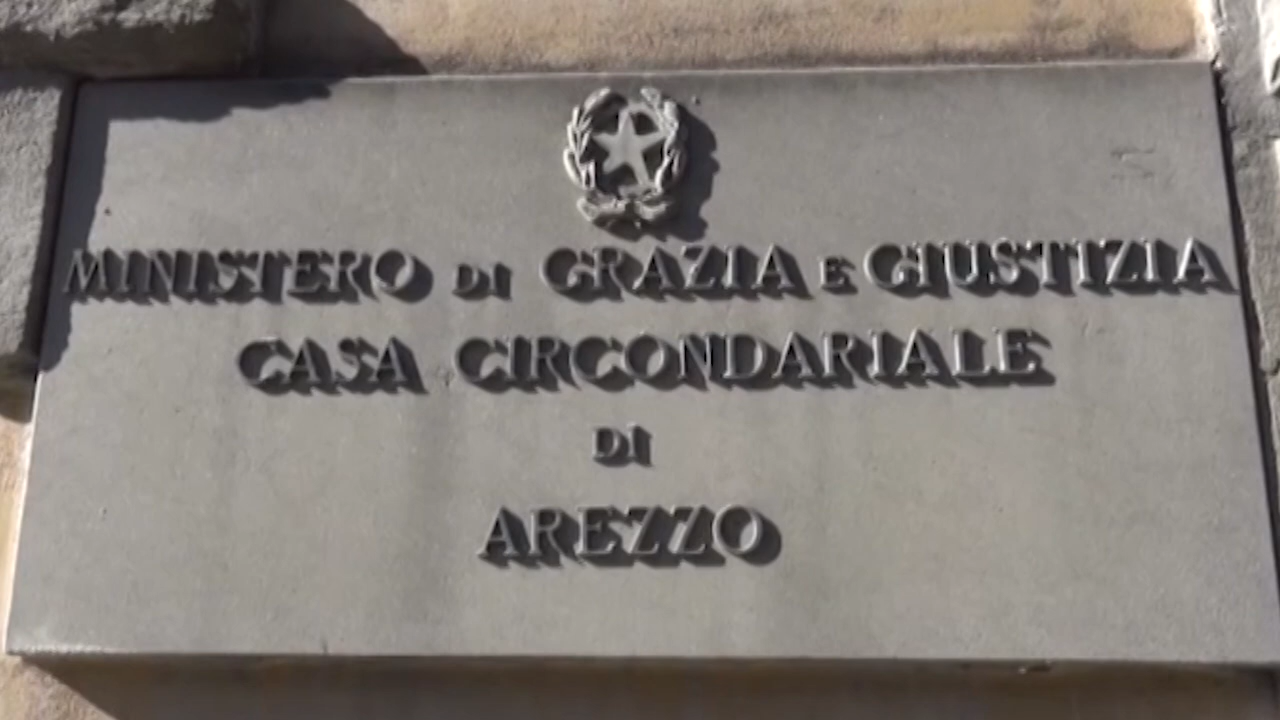 MINISTERO DI GRAZIA E GIUSTIZIA
CASA CIRCONDARIALE
DI
AREZZO